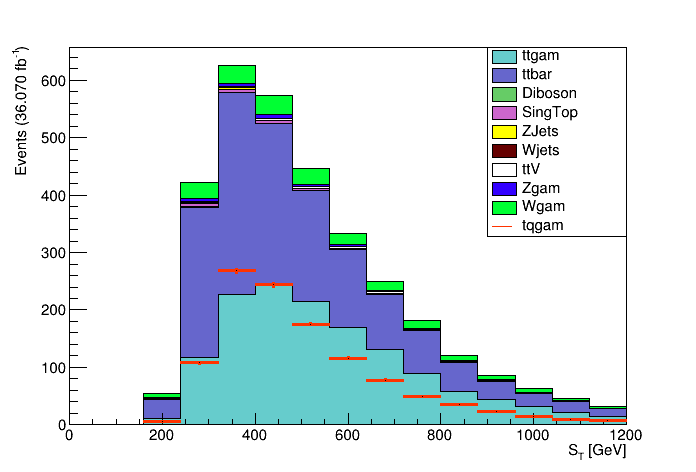 Events (36.070 fb⁻¹)
600
500
400
300
200
100
0
0 200 400 600 800 1000 1200
S_T [GeV]
ttgam
ttbar
Diboson
SingTop
ZJets
Wjets
ttV
Zgam
Wgam
tqgam